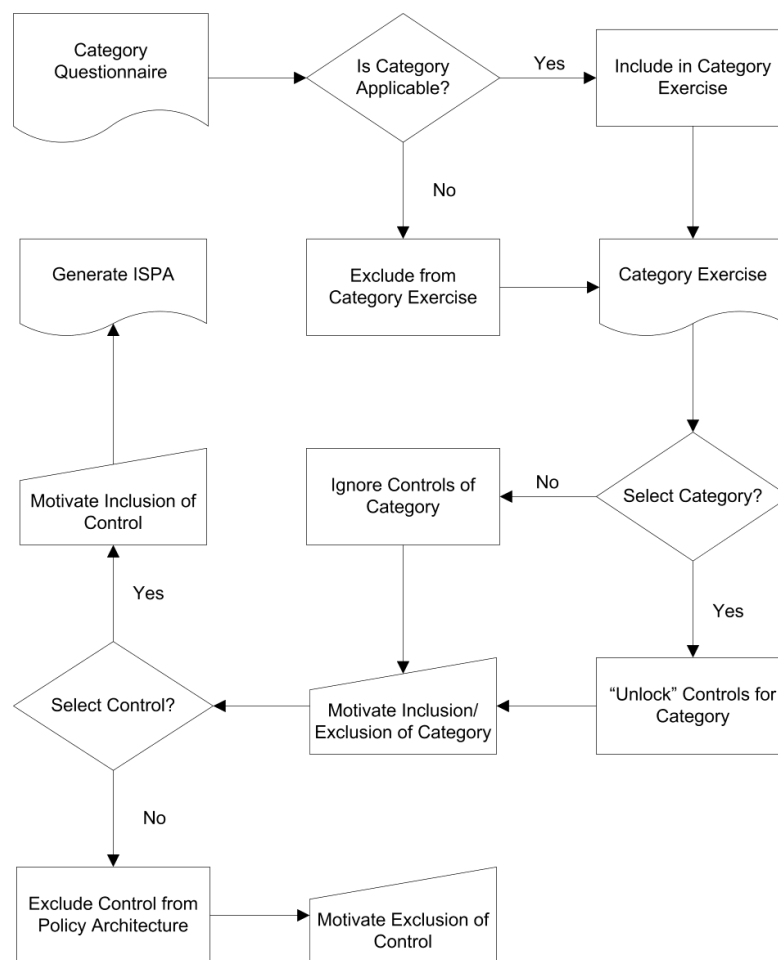 Category
Questionnaire
Is Category
Applicable?
Yes
Include in Category
Exercise
No
Generate ISPA
Exclude from
Category Exercise
Category Exercise
Motivate Inclusion of
Control
Ignore Controls of
Category
No
Select Category?
Yes
Yes
Select Control?
Motivate Inclusion/
Exclusion of Category
“Unlock” Controls for
Category
No
Exclude Control from
Policy Architecture
Motivate Exclusion of
Control